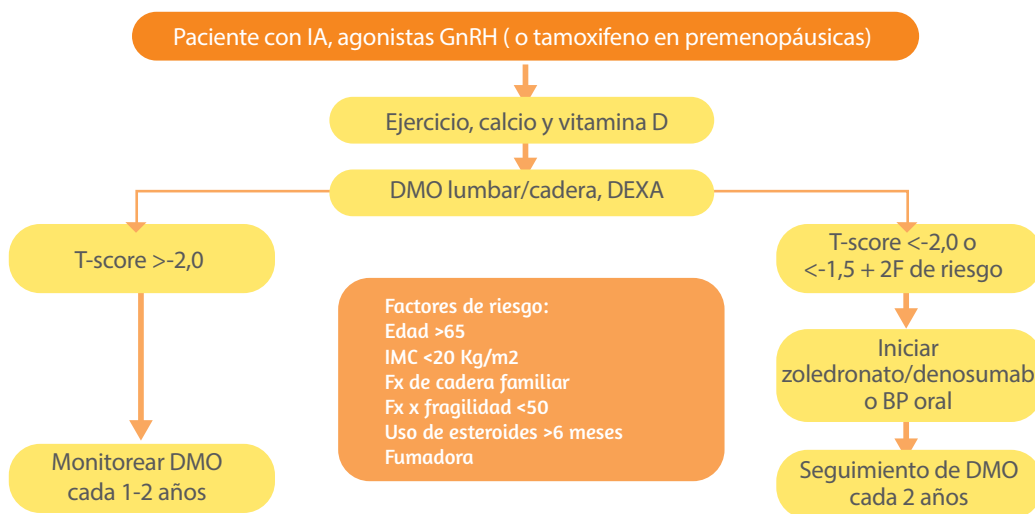 Paciente con IA, agonistas GnRH ( o tamoxifeno en premenopáusicas)
Ejercicio, calcio y vitamina D
DMO lumbar/cadera, DEXA
T-score >-2,0
T-score <-2,0 o
<-1,5 + 2F de riesgo
Factores de riesgo:
Edad >65
IMC <20 Kg/m2
Fx de cadera familiar
Fx x fragilidad <50
Uso de esteroides >6 meses
Fumadora
Iniciar
zoledronato/denosumab
o BP oral
Monitorear DMO
cada 1-2 años
Seguimiento de DMO
cada 2 años